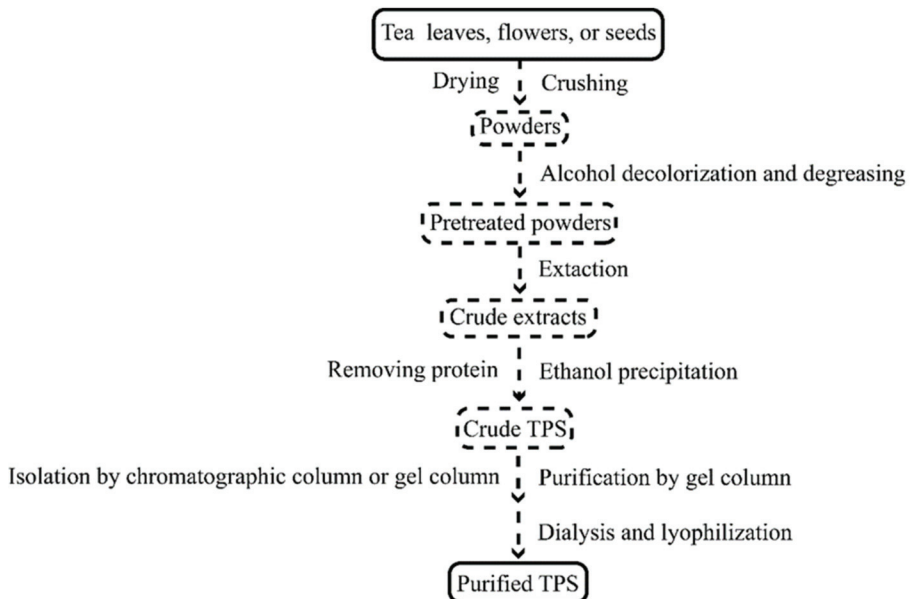 Tea leaves, flowers, or seeds
Drying
Crushing
Powders
Alcohol decolorization and degreasing
Pretreated powders
Extaction
Crude extracts
Removing protein
Ethanol precipitation
Crude TPS
Isolation by chromatographic column or gel column
Purification by gel column
Dialysis and lyophilization
Purified TPS